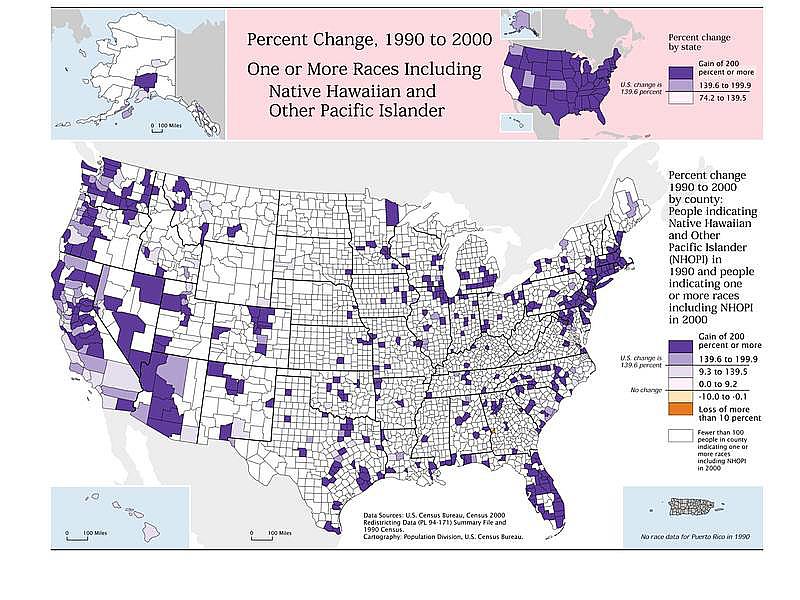 Percent Change, 1990 to 2000
One or More Races Including
Native Hawaiian and
Other Pacific Islander
0 100 Miles
Percent change
by state
Gain of 200
percent or more
U.S. change is
139.6 percent
139.6 to 199.9
74.2 to 139.5
Percent change
1990 to 2000
by county:
People indicating
Native Hawaiian
and Other
Pacific Islander
(NHOPI) in
1990 and people
indicating one
or more races
including NHOPI
in 2000
Gain of 200
percent or more
U.S. change is
139.6 percent
139.6 to 199.9
9.3 to 139.5
No change
0.0 to 9.2
-10.0 to -0.1
Loss of more
than 10 percent
Fewer than 100
people in county
indicating one or
more races
including NHOPI
in 2000
0 100 Miles
0 100 Miles
Data Sources: U.S. Census Bureau, Census 2000
Redistricting Data (PL 94-171) Summary File and
1990 Census.
Cartography: Population Division, U.S. Census Bureau.
No race data for Puerto Rico in 1990